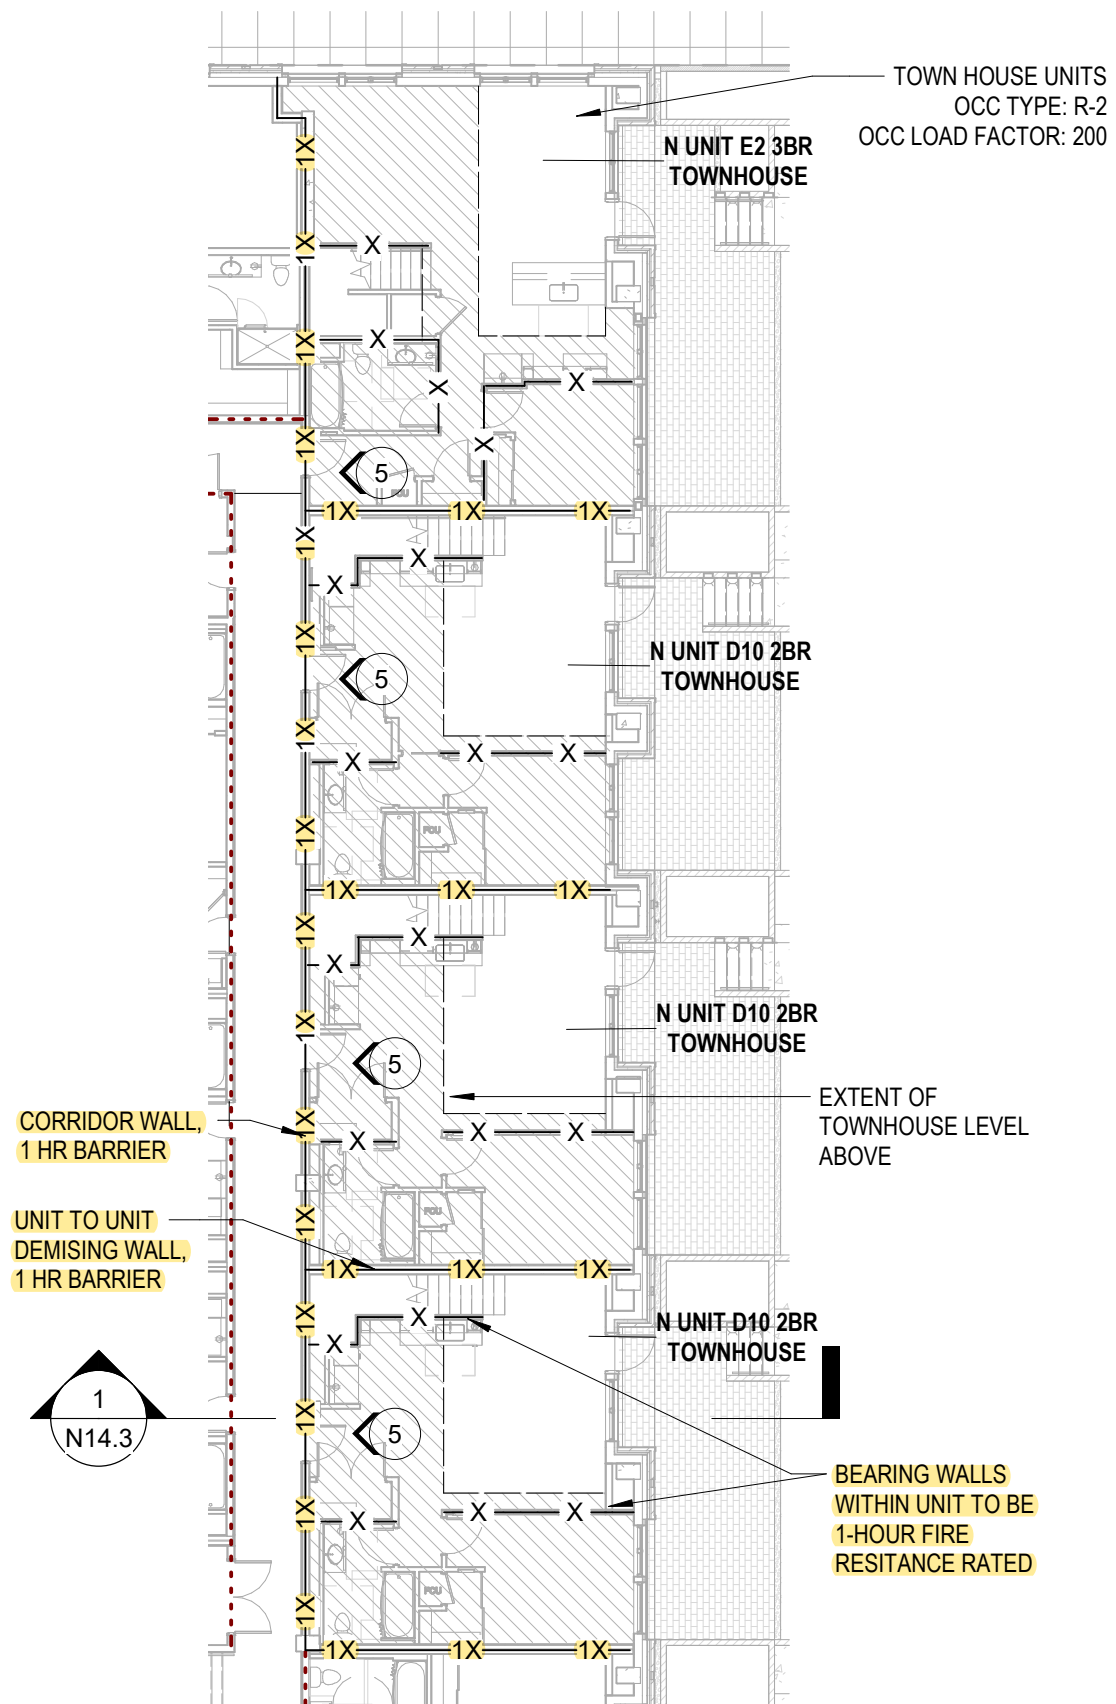 TOWN HOUSE UNITS
OCC TYPE: R-2
OCC LOAD FACTOR: 200
N UNIT E2 3BR
TOWNHOUSE
1X
1X
X
1X
X
X
X
1X
X
5
FCU
1X 1X 1X
1X
X
X
1X
N UNIT D10 2BR
TOWNHOUSE
5
1X
X
X
X
1X
FCU
1X 1X 1X
1X
X
X
1X
N UNIT D10 2BR
TOWNHOUSE
5
EXTENT OF
TOWNHOUSE LEVEL
ABOVE
CORRIDOR WALL,
1 HR BARRIER
1X
X
X
X
UNIT TO UNIT
DEMISING WALL,
1 HR BARRIER
1X
FCU
1X 1X 1X
1X
X
X
N UNIT D10 2BR
TOWNHOUSE
1
N14.3
1X
5
BEARING WALLS
WITHIN UNIT TO BE
1-HOUR FIRE
RESITANCE RATED
1X
X
X
X
FCU
1X
1X 1X 1X